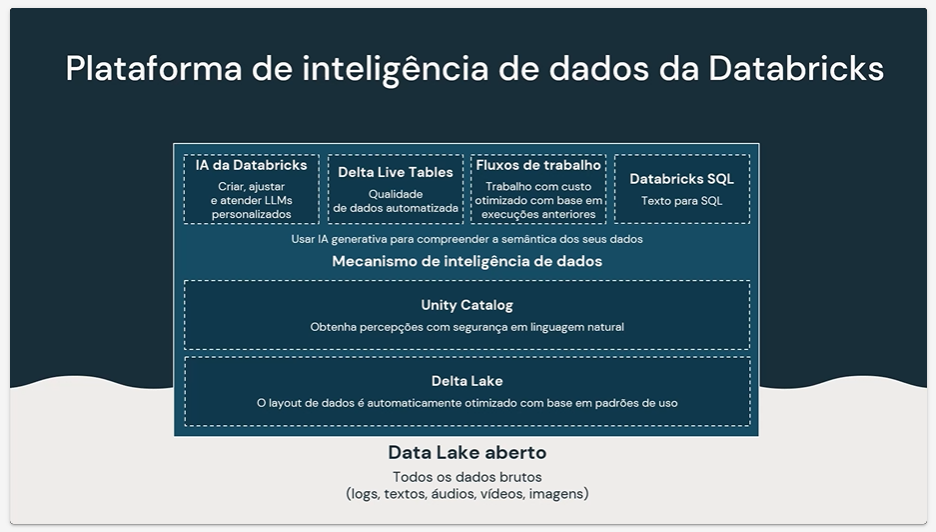 Plataforma de inteligência de dados da Databricks
IA da Databricks
Criar, ajustar
e atender LLMs
personalizados
Delta Live Tables
Qualidade
de dados automatizada
Fluxos de trabalho
Trabalho com custo
otimizado com base em
execuções anteriores
Databricks SQL
Texto para SQL
Usar IA generativa para compreender a semântica dos seus dados
Mecanismo de inteligência de dados
Unity Catalog
Obtenha percepções com segurança em linguagem natural
Delta Lake
O layout de dados é automaticamente otimizado com base em padrões de uso
Data Lake aberto
Todos os dados brutos
(logs, textos, áudios, vídeos, imagens)